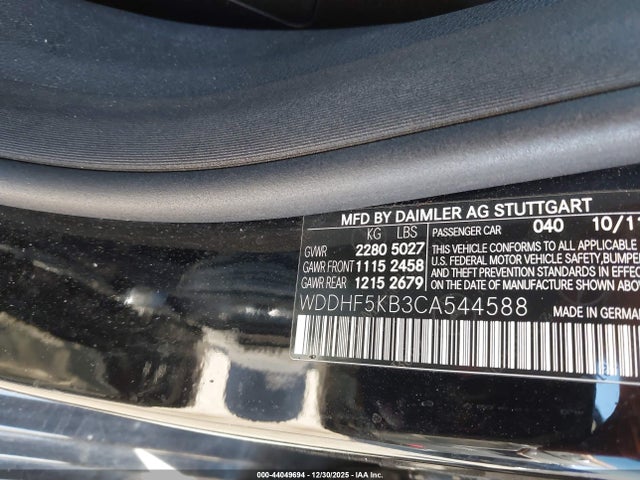 MFD BY DAIMLER AG STUTTGART
KG LBS PASSENGER CAR 040 10/11
GVWR 2280 5027
GAWR FRONT 1115 2458
GAWR REAR 1215 2679
THIS VEHICLE CONFORMS TO ALL APPLICABLE
U.S. FEDERAL MOTOR VEHICLE SAFETY, BUMPER
AND THEFT PREVENTION STANDARDS IN
EFFECT ON THE DATE OF MANUFACTURE SHOWN
WDDHF5KB3CA544588
MADE IN GERMAN
000-44049694 - 12/30/2025 - IAA Inc.